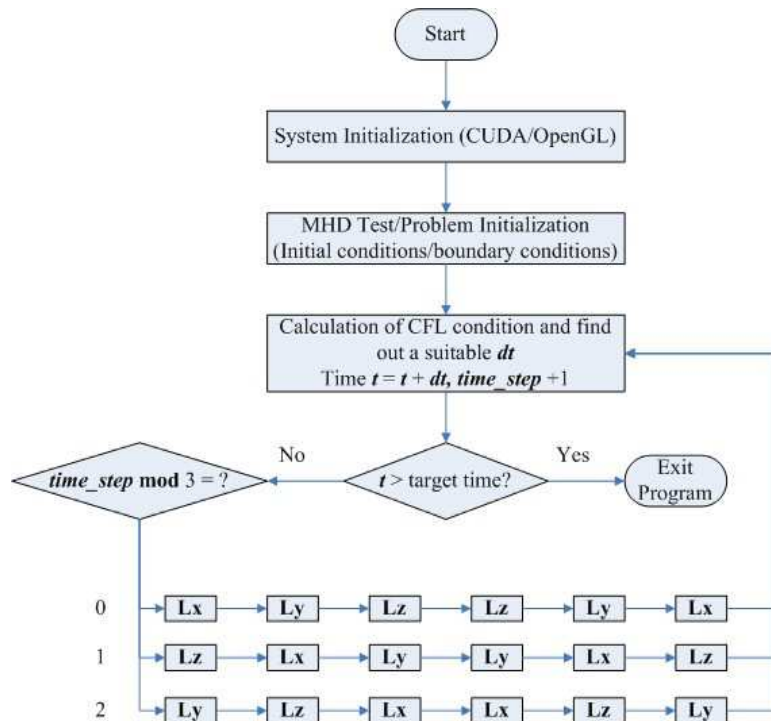 Start
System Initialization (CUDA/OpenGL)
MHD Test/Problem Initialization
(Initial conditions/boundary conditions)
Calculation of CFL condition and find
out a suitable dt
Time t = t + dt, time_step +1
No
Yes
time_step mod 3 = ?
t > target time?
Exit
Program
0 Lx Ly Lz Lz Ly Lx
1 Lz Lx Ly Ly Lx Lz
2 Ly Lz Lx Lx Lz Ly